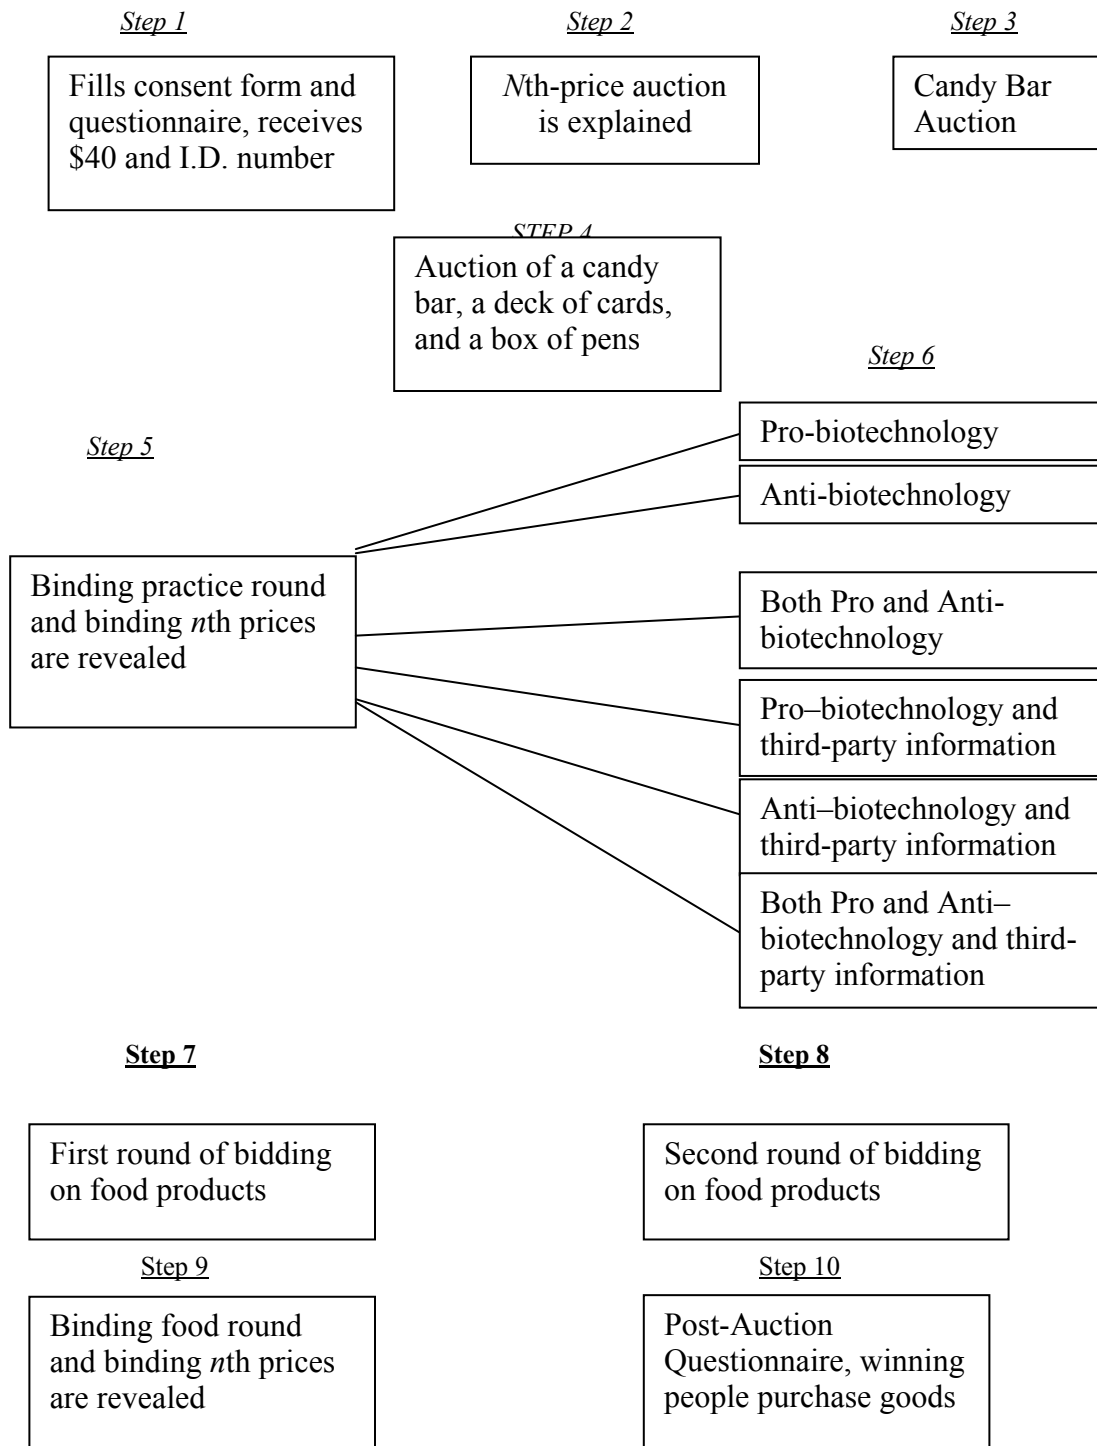 Step 1
Step 2
Step 3
Fills consent form and
questionnaire, receives
$40 and I.D. number
Nth-price auction
is explained
Candy Bar
Auction
STEP 4
Auction of a candy
bar, a deck of cards,
and a box of pens
Step 5
Binding practice round
and binding nth prices
are revealed
Step 6
Pro-biotechnology
Anti-biotechnology
Both Pro and Anti-
biotechnology
Pro–biotechnology and
third-party information
Anti–biotechnology and
third-party information
Both Pro and Anti–
biotechnology and third-
party information
Step 7
Step 8
First round of bidding
on food products
Second round of bidding
on food products
Step 9
Step 10
Binding food round
and binding nth prices
are revealed
Post-Auction
Questionnaire, winning
people purchase goods